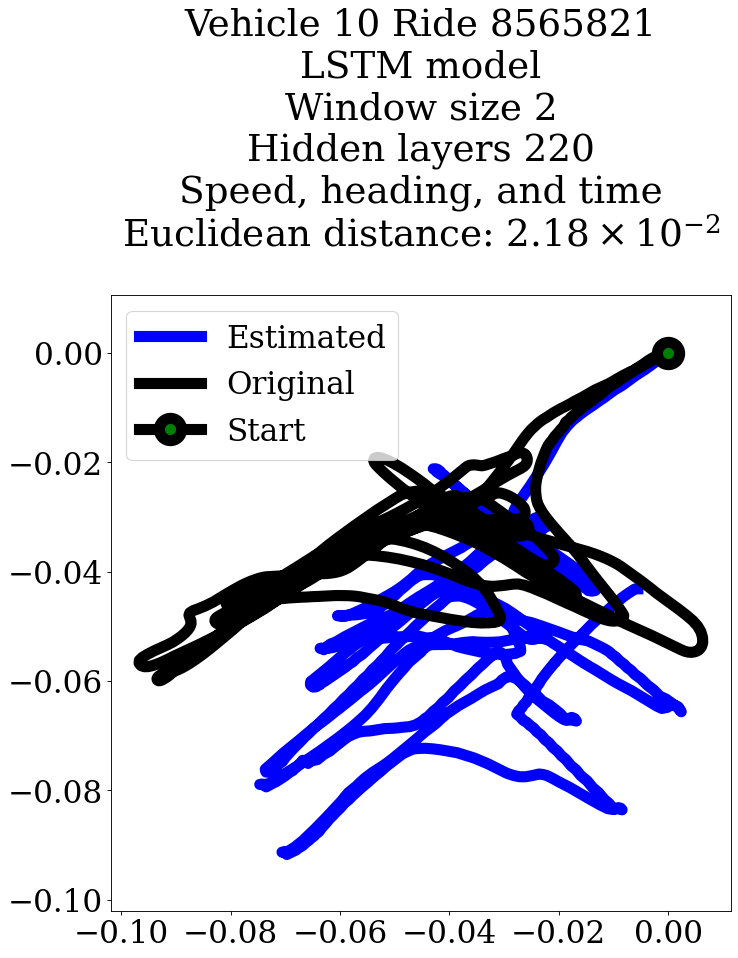 Vehicle 10 Ride 8565821
LSTM model
Window size 2
Hidden layers 220
Speed, heading, and time
Euclidean distance: 2.18 × 10⁻²
Estimated
Original
Start
0.00
−0.02
−0.04
−0.06
−0.08
−0.10
−0.10 −0.08 −0.06 −0.04 −0.02 0.00